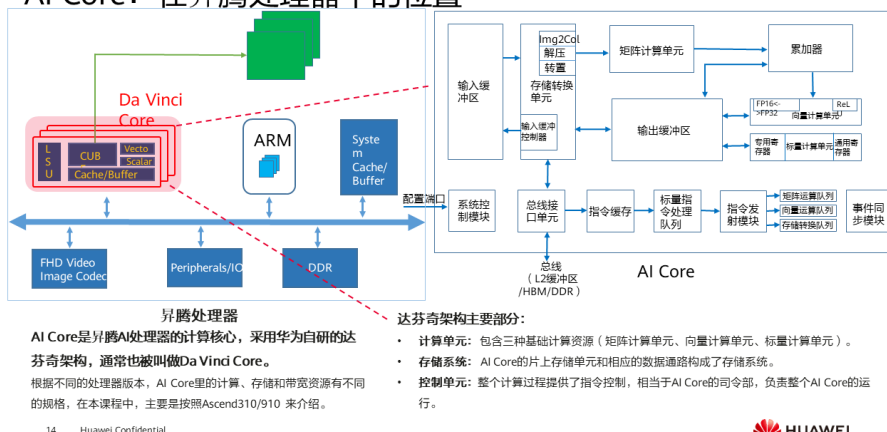 AI Core：在昇腾处理器中的位置
Da Vinci
Core
L
S
U
CUB
Vecto
Scalar
Cache/Buffer
ARM
Syste
m
Cache/
Buffer
FHD Video
Image Codec
Peripherals/IO
DDR
昇腾处理器
AI Core是昇腾AI处理器的计算核心，采用华为自研的达
芬奇架构，通常也被叫做Da Vinci Core。
根据不同的处理器版本，AI Core里的计算、存储和带宽资源有不同
的规格，在本课程中，主要是按照Ascend310/910 来介绍。
输入缓
冲区
Img2Col
解压
转置
存储转换
单元
输入缓冲
控制器
矩阵计算单元
累加器
输出缓冲区
FP16<-
>FP32
ReL
向量计算单元
专用寄
存器
标量计算单元
通用寄
存器
配置端口
系统控
制模块
总线接
口单元
指令缓存
标量指
令处理
队列
指令发
射模块
矩阵运算队列
向量运算队列
存储转换队列
事件同
步模块
总线
（L2缓冲区
/HBM/DDR）
AI Core
达芬奇架构主要部分：
• 计算单元：包含三种基础计算资源（矩阵计算单元、向量计算单元、标量计算单元）。
• 存储系统：AI Core的片上存储单元和相应的数据通路构成了存储系统。
• 控制单元：整个计算过程提供了指令控制，相当于AI Core的司令部，负责整个AI Core的运
行。
14 Huawei Confidential
HUAWEI